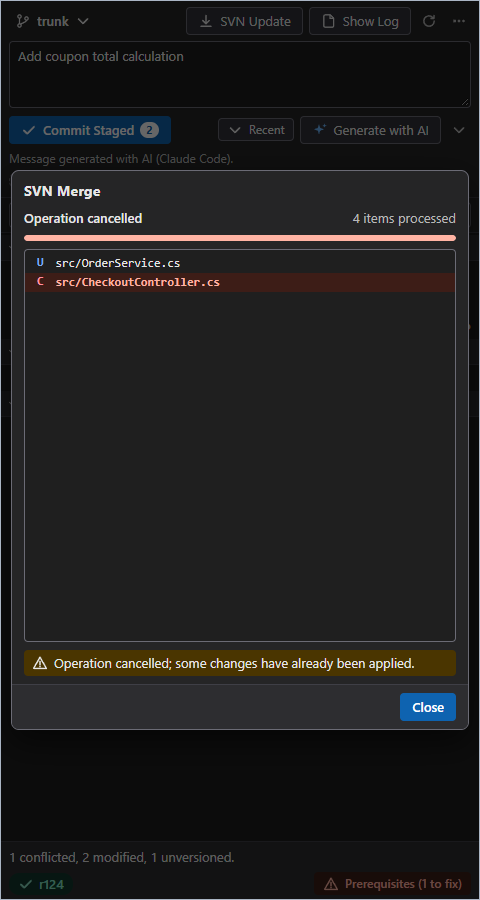 trunk
SVN Update
Show Log
Add coupon total calculation
Commit Staged 2
Recent
Generate with AI
Message generated with AI (Claude Code).
SVN Merge
Operation cancelled
4 items processed
U src/OrderService.cs
C src/CheckoutController.cs
Operation cancelled; some changes have already been applied.
Close
1 conflicted, 2 modified, 1 unversioned.
r124
Prerequisites (1 to fix)